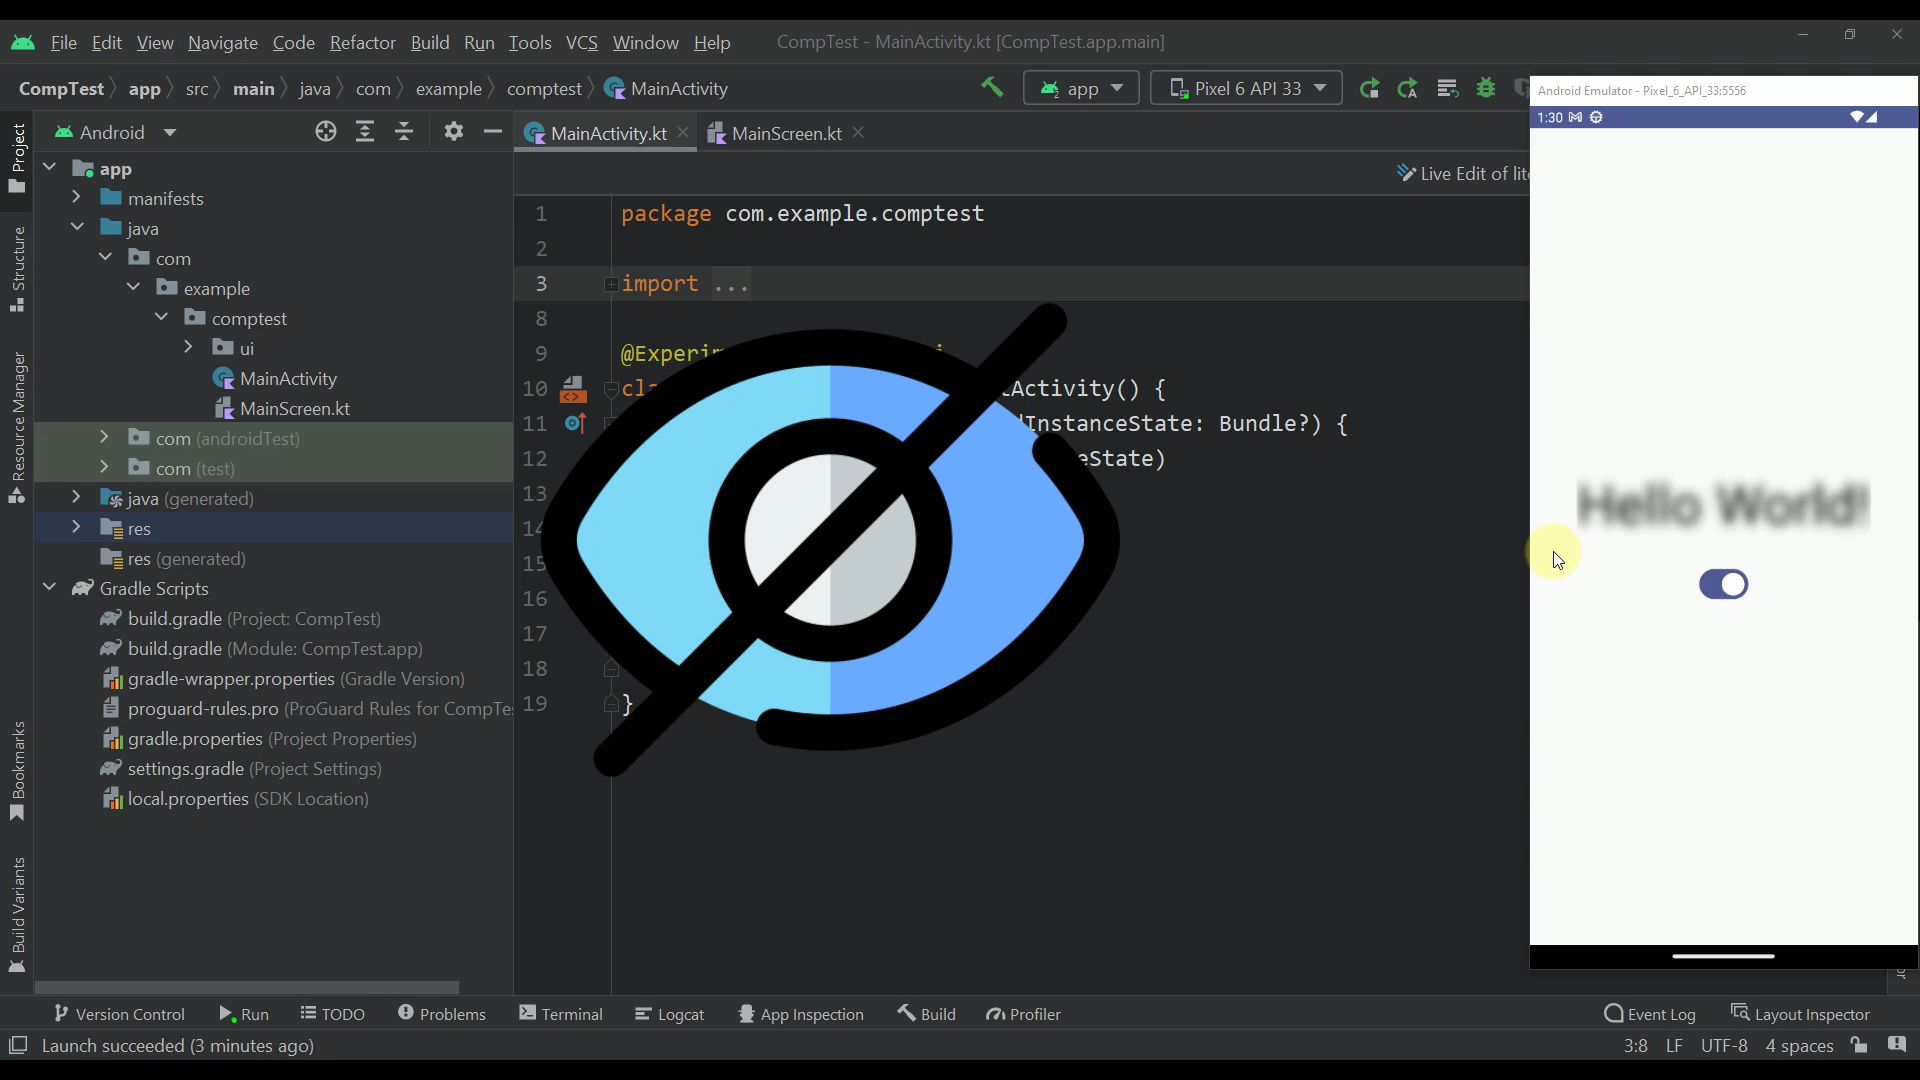 File Edit View Navigate Code Refactor Build Run Tools VCS Window Help CompTest - MainActivity.kt [CompTest.app.main]
CompTest app src main java com example comptest MainActivity app Pixel 6 API 33
Android Emulator - Pixel_6_API_33:5556
1:30
Project
Android
MainActivity.kt MainScreen.kt
Live Edit of lit
app
manifests
java
com
example
comptest
ui
MainActivity
MainScreen.kt
com (androidTest)
com (test)
java (generated)
res
res (generated)
Gradle Scripts
build.gradle (Project: CompTest)
build.gradle (Module: CompTest.app)
gradle-wrapper.properties (Gradle Version)
proguard-rules.pro (ProGuard Rules for CompTe
gradle.properties (Project Properties)
settings.gradle (Project Settings)
local.properties (SDK Location)
Structure
Resource Manager
Bookmarks
Build Variants
1 package com.example.comptest
2
3 import ...
8
9 @Experim
10 cla tActivity() {
11 InstanceState: Bundle?) {
12 eState)
13
14
15
16
17
18
19 }
Hello World!
Version Control Run TODO Problems Terminal Logcat App Inspection Build Profiler Event Log Layout Inspector
Launch succeeded (3 minutes ago) 3:8 LF UTF-8 4 spaces